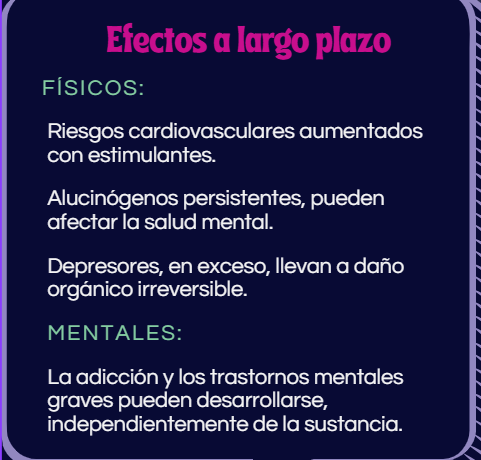 Efectos a largo plazo
FÍSICOS:
Riesgos cardiovasculares aumentados
con estimulantes.
Alucinógenos persistentes, pueden
afectar la salud mental.
Depresores, en exceso, llevan a daño
orgánico irreversible.
MENTALES:
La adicción y los trastornos mentales
graves pueden desarrollarse,
independientemente de la sustancia.